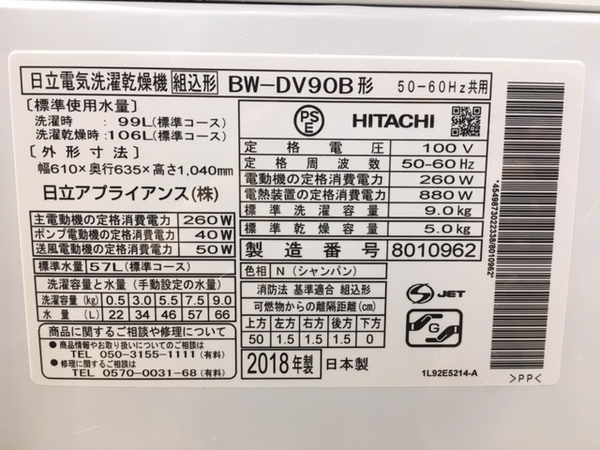 日立電気洗濯乾燥機 組込形 BW-DV90B形 50-60Hz共用
[標準使用水量]
洗濯時:99L(標準コース)
洗濯乾燥時:106L(標準コース)
(外形寸法)
幅610×奥行635×高さ1,040mm
日立アプライアンス(株)
主電動機の定格消費電力 260W
ポンプ電動機の定格消費電力 40W
送風電動機の定格消費電力 50W
標準水量 57L(標準コース)
洗濯容量と水量(手動設定の水量)
洗濯容量(kg) 0.5 3.0 5.5 7.5 9.0
水量(L) 22 34 46 57 66
商品に関するご相談や修理について
●商品情報やお取り扱いについてのご相談は
TEL 050-3155-1111(有料)
●修理に関するご相談は
TEL 0570-0031-68(有料)
PSE HITACHI
定格電圧 100V
定格周波数 50-60Hz
電動機の定格消費電力 260W
電熱装置の定格消費電力 880W
標準洗濯容量 9.0kg
標準乾燥容量 5.0kg
製造番号 8010962
色相 N(シャンパン)
消防法 基準適合 組込形
可燃物からの離隔距離(cm)
上方 左方 右方 後方 下方
50 1.5 0.5 1.5 0
2018年製 日本製
S JET
G
1L92E5214-A
*45498730223388010962*
>PP<